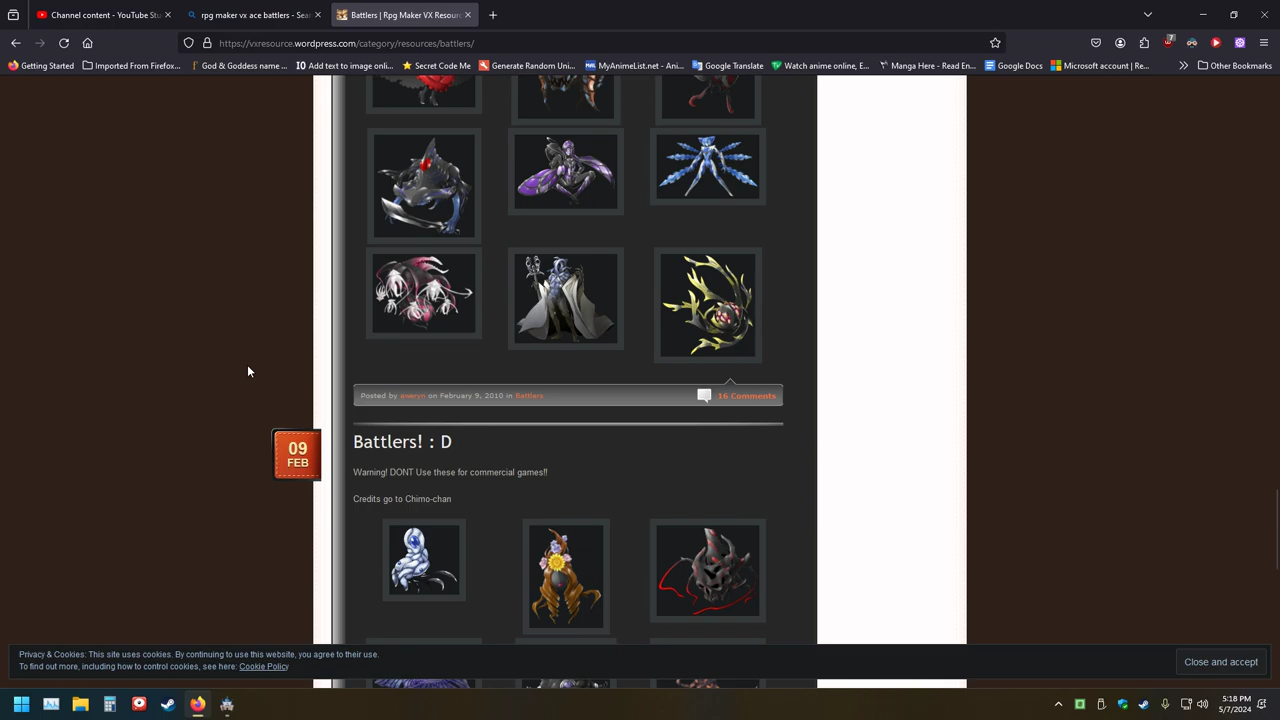 Channel content - YouTube Stu
rpg maker vx ace battlers - Sear
Battlers | Rpg Maker VX Resourc
https://vxresource.wordpress.com/category/resources/battlers/
Getting Started
Imported From Firefox...
God & Goddess name ...
Add text to image onl...
Secret Code Me
Generate Random Uni...
MyAnimeList.net - Ani...
Google Translate
Watch anime online, E...
Manga Here - Read En...
Google Docs
Microsoft account | R...
Other Bookmarks
Posted by averyn on February 9, 2010 in Battlers
16 Comments
09
FEB
Battlers! : D
Warning! DONT Use these for commercial games!!
Credits go to Chimo-chan
Privacy & Cookies: This site uses cookies. By continuing to use this website, you agree to their use.
To find out more, including how to control cookies, see here: Cookie Policy
Close and accept
5:18 PM
5/7/2024